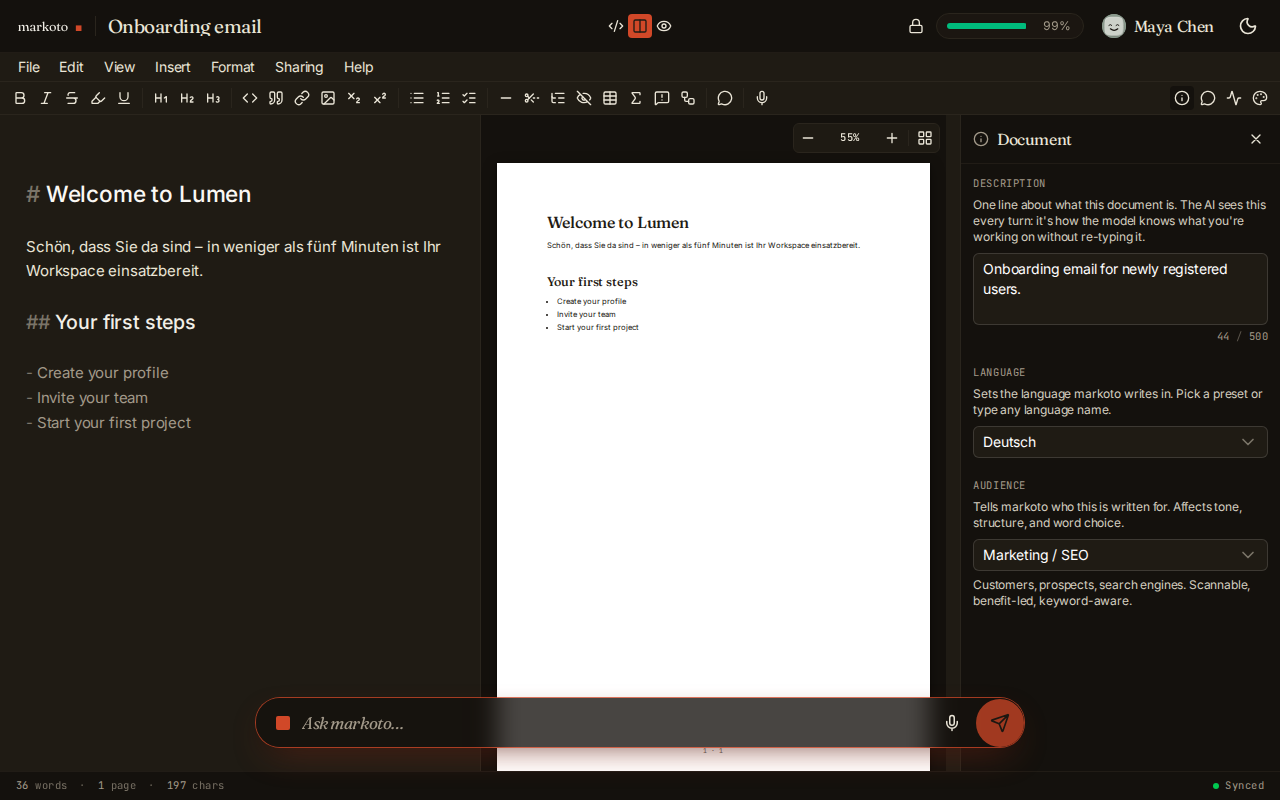 markoto
Onboarding email
99%
Maya Chen
File Edit View Insert Format Sharing Help
H1 H2 H3
55%
Document
# Welcome to Lumen
Schön, dass Sie da sind – in weniger als fünf Minuten ist Ihr
Workspace einsatzbereit.
## Your first steps
- Create your profile
- Invite your team
- Start your first project
Welcome to Lumen
Schön, dass Sie da sind – in weniger als fünf Minuten ist Ihr Workspace einsatzbereit.
Your first steps
• Create your profile
• Invite your team
• Start your first project
1 · 1
DESCRIPTION
One line about what this document is. The AI sees this
every turn: it's how the model knows what you're
working on without re-typing it.
Onboarding email for newly registered
users.
44 / 500
LANGUAGE
Sets the language markoto writes in. Pick a preset or
type any language name.
Deutsch
AUDIENCE
Tells markoto who this is written for. Affects tone,
structure, and word choice.
Marketing / SEO
Customers, prospects, search engines. Scannable,
benefit-led, keyword-aware.
Ask markoto...
36 words · 1 page · 197 chars
Synced